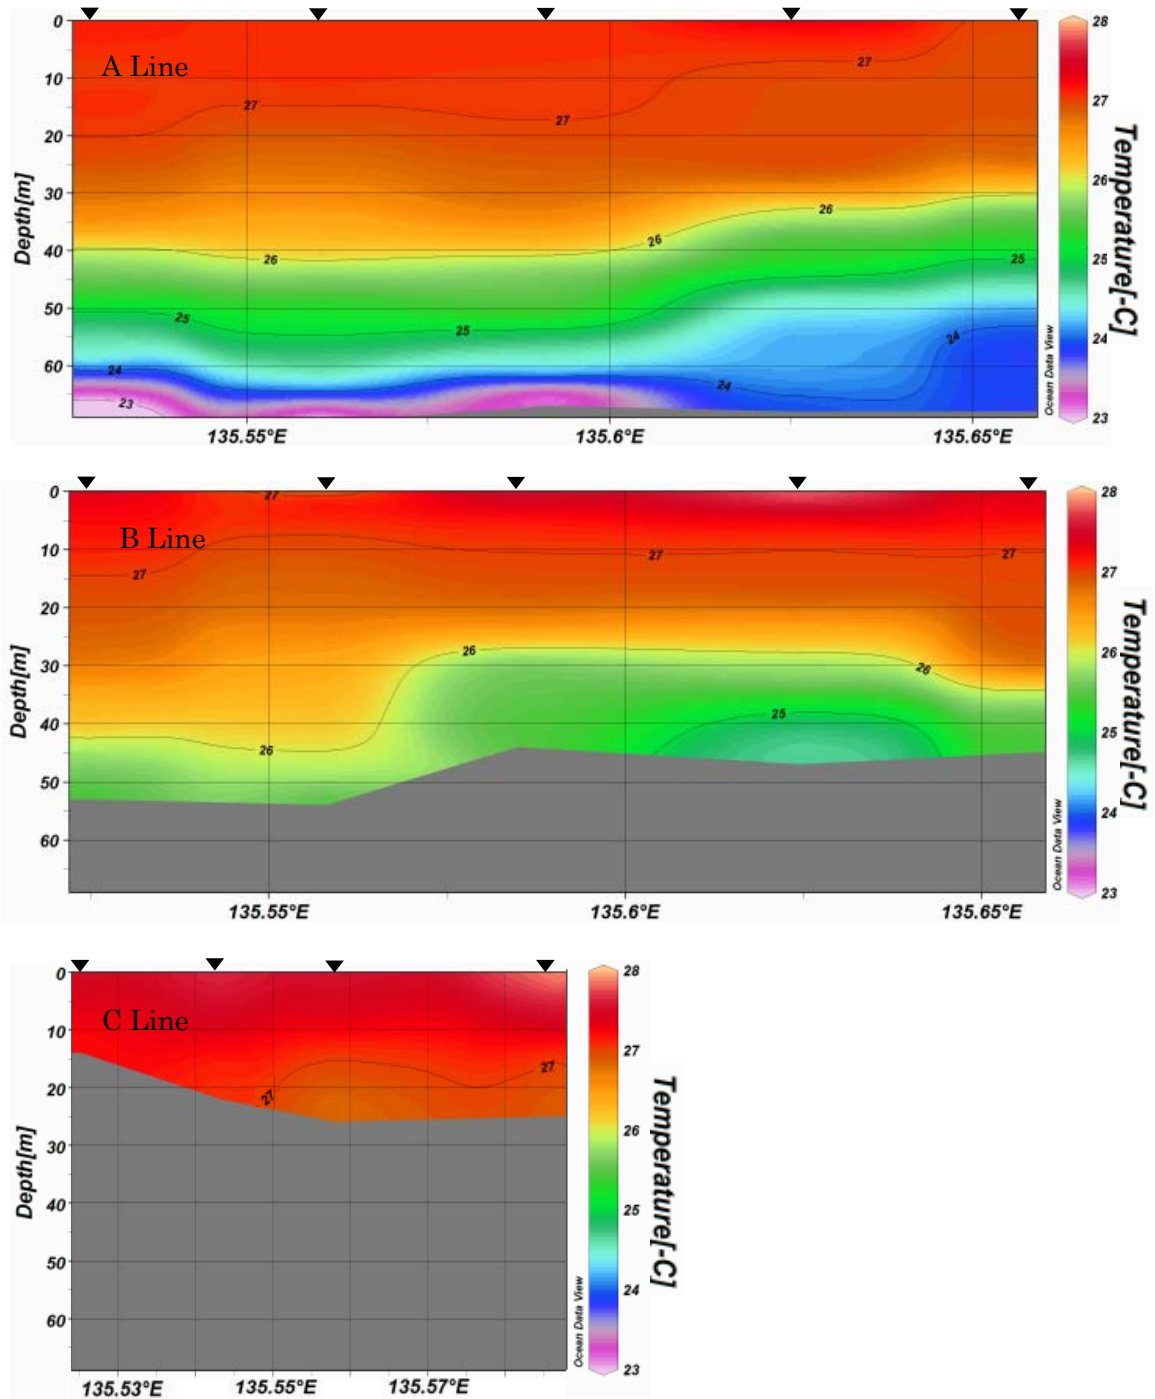 A Line
0
10
20
30
40
50
60
Depth[m]
27
27
27
26
26
26
25
25
25
24
24
24
23
135.55°E
135.6°E
135.65°E
Ocean Data View
28
27
26
25
24
23
Temperature[-C]
B Line
0
10
20
30
40
50
60
Depth[m]
27
27
27
27
26
26
26
25
135.55°E
135.6°E
135.65°E
Ocean Data View
28
27
26
25
24
23
Temperature[-C]
C Line
0
10
20
30
40
50
60
Depth[m]
27
27
135.53°E
135.55°E
135.57°E
Ocean Data View
28
27
26
25
24
23
Temperature[-C]